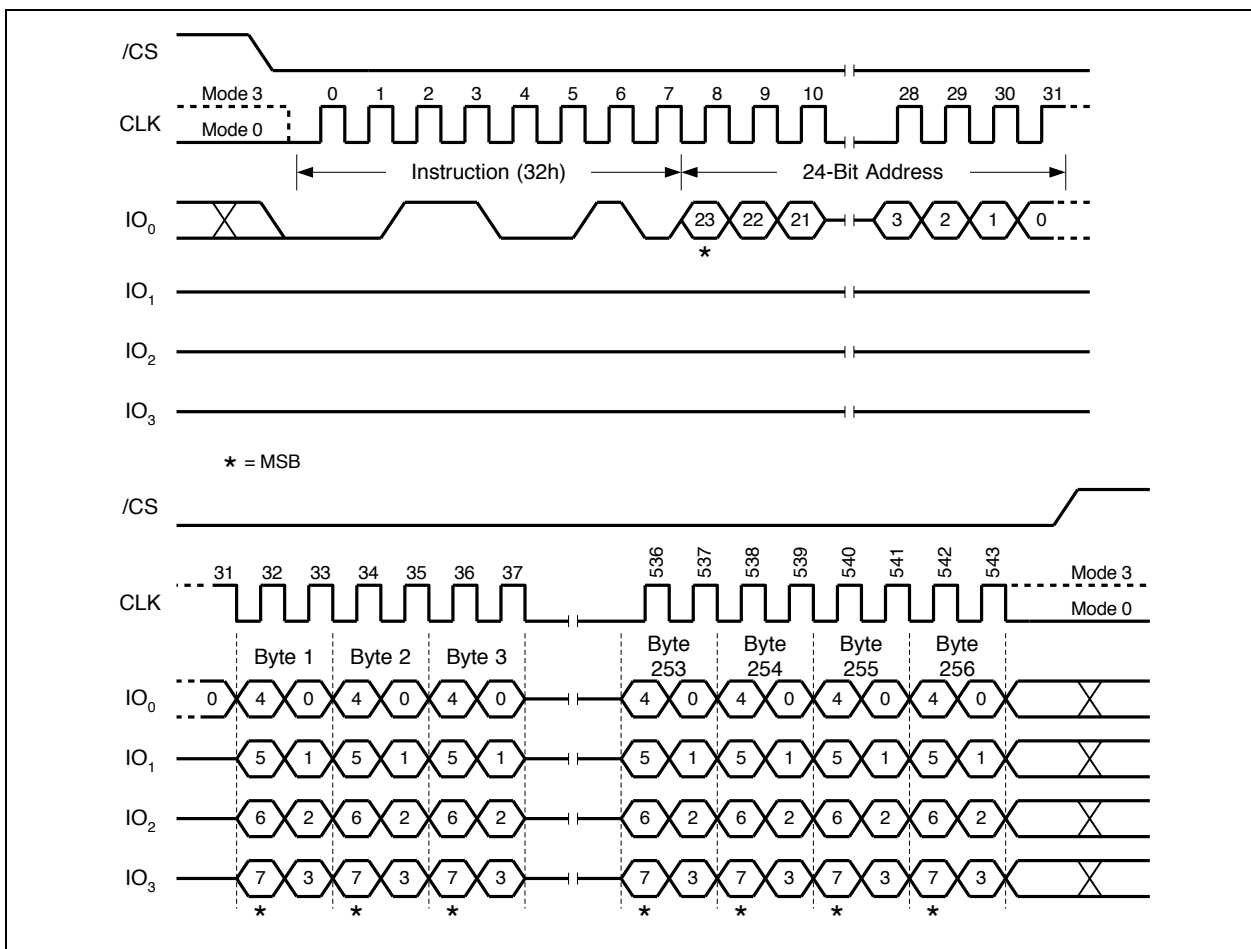 /CS
Mode 3 0 1 2 3 4 5 6 7 8 9 10 28 29 30 31
CLK
Mode 0
Instruction (32h) 24-Bit Address
IO0 23 22 21 3 2 1 0
*
IO1
IO2
IO3
* = MSB
/CS
31 32 33 34 35 36 37 536 537 538 539 540 541 542 543
CLK Mode 3
Mode 0
Byte 1 Byte 2 Byte 3 Byte 253 Byte 254 Byte 255 Byte 256
IO0 0 4 0 4 0 4 0 4 0 4 0 4 0 4 0
IO1 5 1 5 1 5 1 5 1 5 1 5 1 5 1
IO2 6 2 6 2 6 2 6 2 6 2 6 2 6 2
IO3 7 3 7 3 7 3 7 3 7 3 7 3 7 3
* * * * * * *